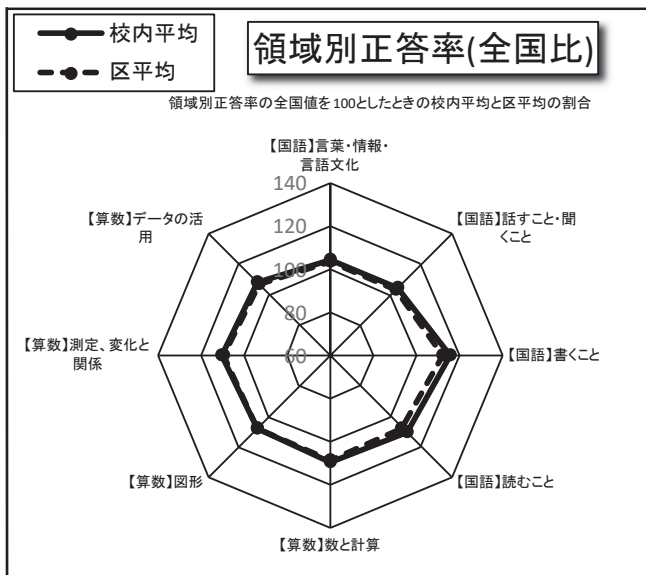 校内平均
区平均
領域別正答率(全国比)
領域別正答率の全国値を100としたときの校内平均と区平均の割合
【国語】言葉・情報・
言語文化
【国語】話すこと・聞
くこと
【国語】書くこと
【国語】読むこと
【算数】数と計算
【算数】図形
【算数】測定、変化と
関係
【算数】データの活
用
140
120
100
80
60